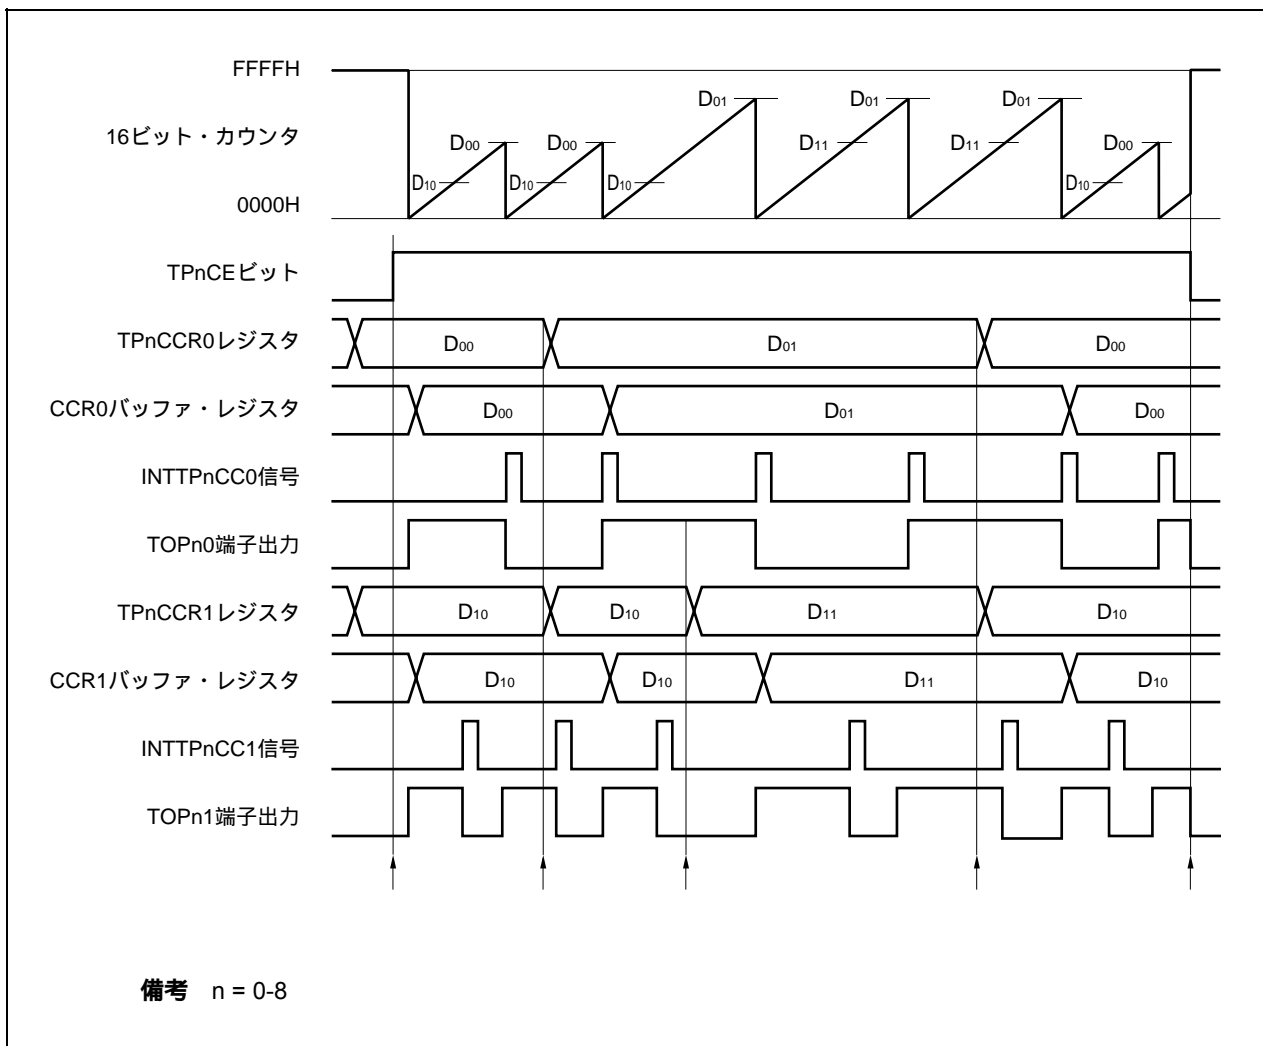 FFFFH
D01 D01 D01
16ビット・カウンタ
D00 D00 D11 D11 D00
D10 D10 D10 D10
0000H
TPnCEビット
TPnCCR0レジスタ D00 D01 D00
CCR0バッファ・レジスタ D00 D01 D00
INTTPnCC0信号
TOPn0端子出力
TPnCCR1レジスタ D10 D10 D11 D10
CCR1バッファ・レジスタ D10 D10 D11 D10
INTTPnCC1信号
TOPn1端子出力
備考 n = 0-8